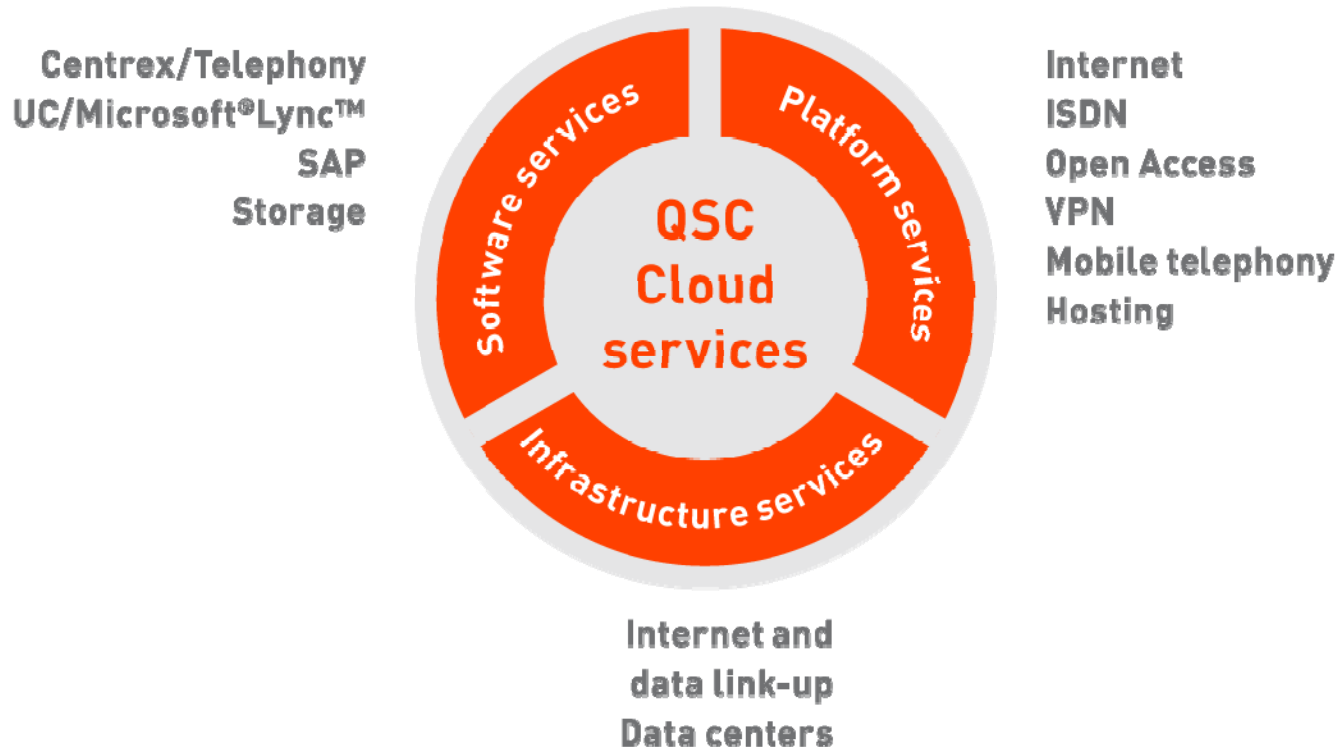 Centrex/Telephony
UC/Microsoft®Lync™
SAP
Storage
Software services
QSC
Cloud
services
Platform services
Internet
ISDN
Open Access
VPN
Mobile telephony
Hosting
Infrastructure services
Internet and
data link-up
Data centers